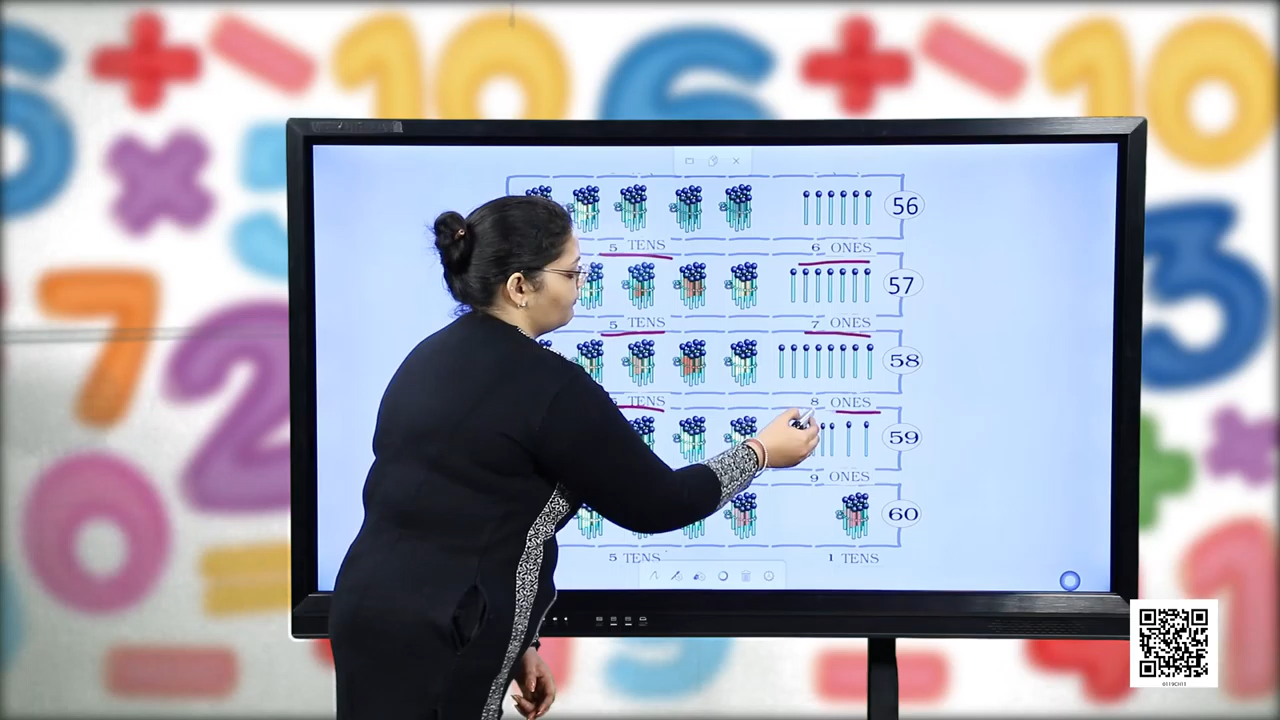 56
5 TENS 6 ONES
57
5 TENS 7 ONES
58
TENS 8 ONES
59
9 ONES
60
5 TENS 1 TENS